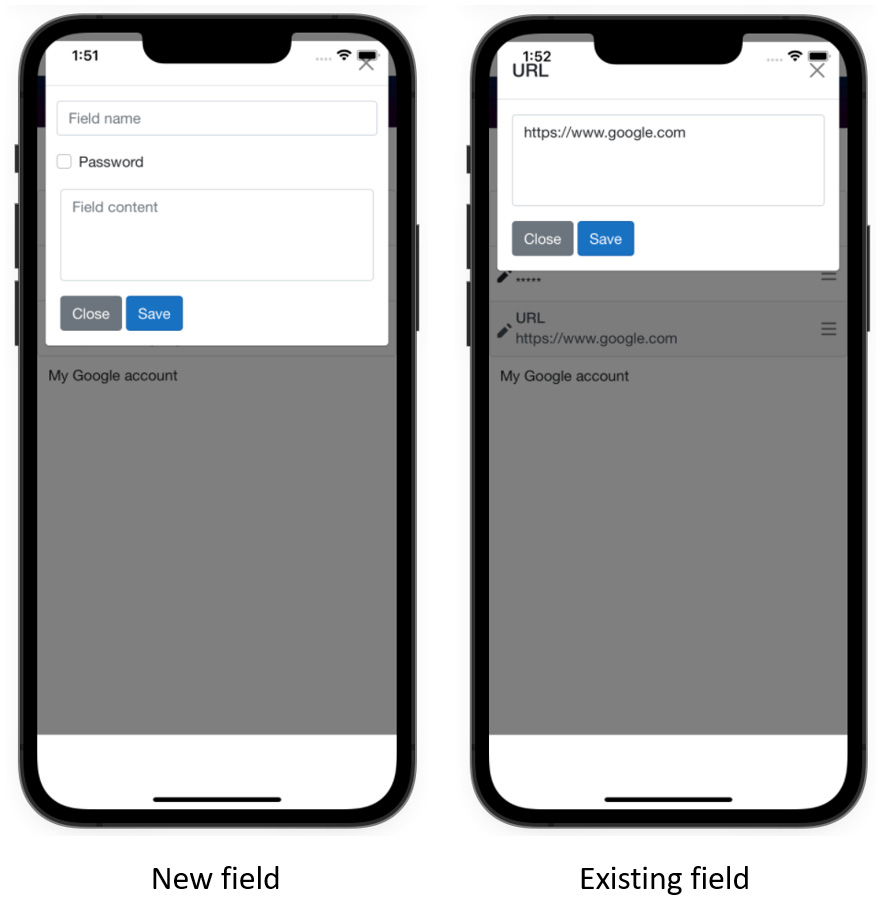 1:51
Field name
Password
Field content
Close Save
My Google account
New field
1:52
URL
https://www.google.com
Close Save
*****
URL
https://www.google.com
My Google account
Existing field